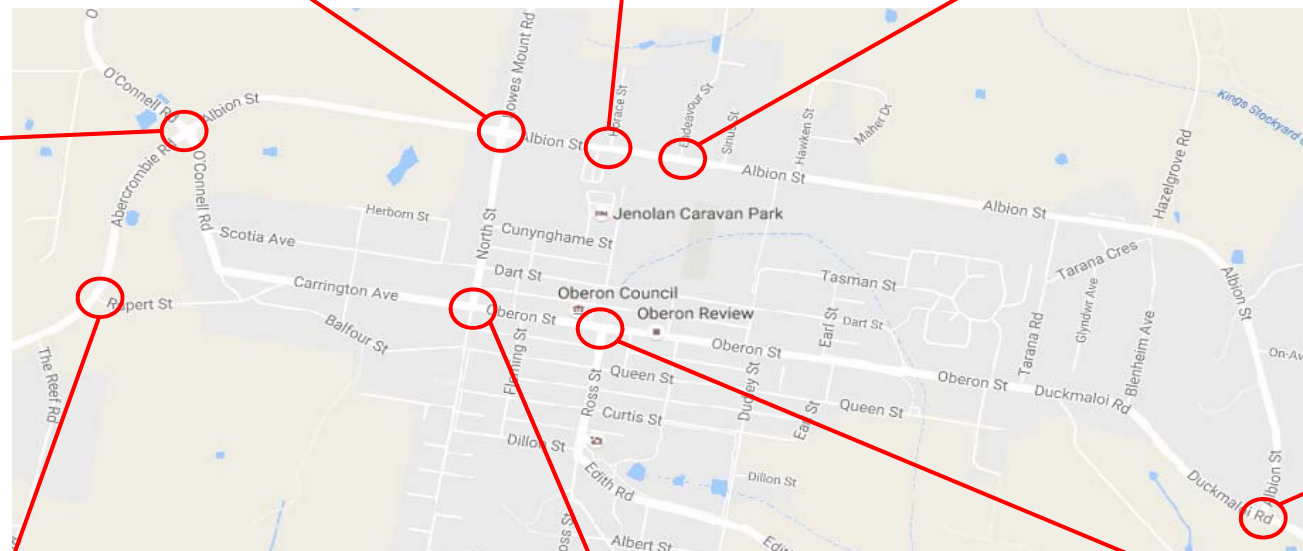 O
O'Connell Rd
Albion St
Lowes Mount Rd
Horace St
Endeavour St
Hawken St
Maher Dr
Kings Stockyard
Albion St
Albion St
Albion St
Hazelgrove Rd
Abercrombie Rd
O'Connell Rd
Herborn St
Jenolan Caravan Park
Scotia Ave
North St
Cunynghame St
Tarana Cres
Albion St
Dart St
Tasman St
Carrington Ave
Oberon Council
Oberon St
Oberon Review
Earl St
Dart St
Glyndwr Ave
Rupert St
Balfour St
Fleming St
Oberon St
Tarana Rd
Blenheim Ave
The Reef Rd
Ross St
Queen St
Dudley St
Oberon St
Duckmaloi Rd
Curtis St
Earl St
Queen St
Dillon St
Edith Rd
Dillon St
Albion St
Duckmaloi Rd
Albert St